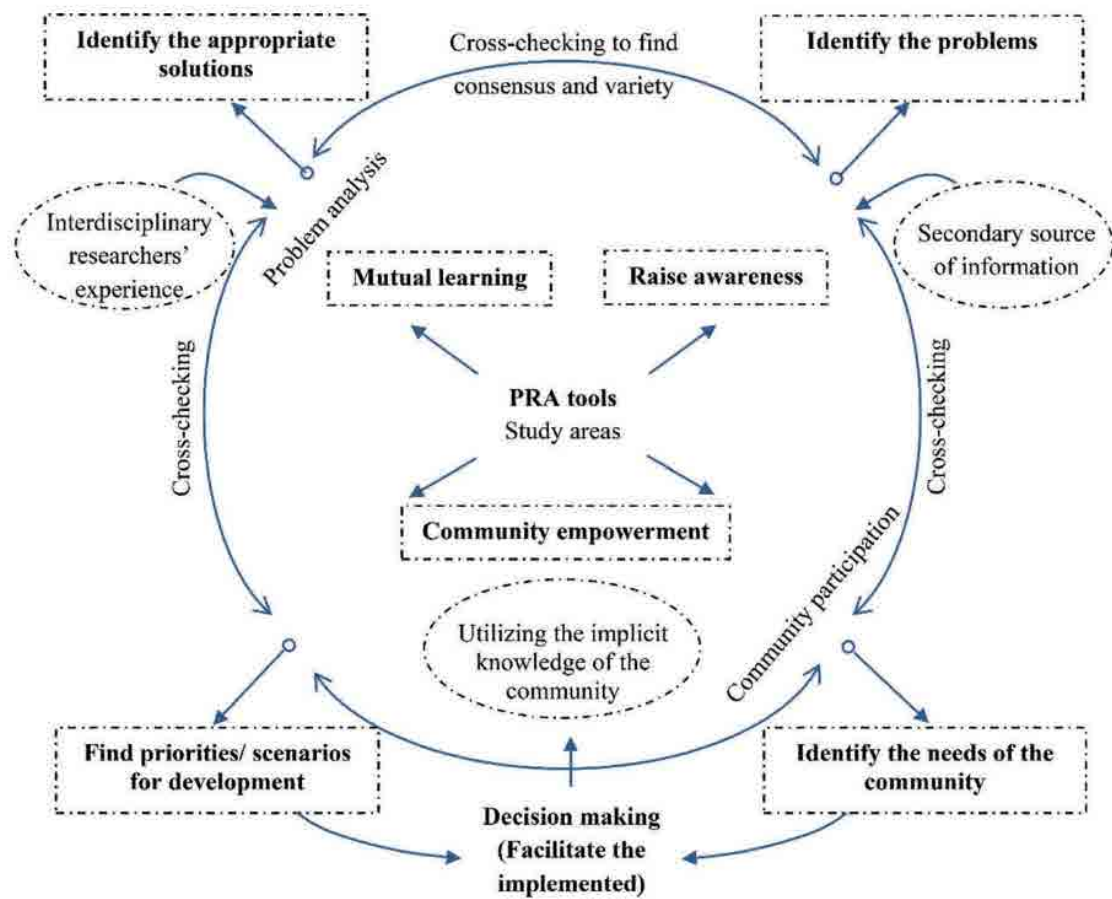 Identify the appropriate
solutions
Cross-checking to find
consensus and variety
Identify the problems
Interdisciplinary
researchers'
experience
Problem analysis
Secondary source
of information
Mutual learning
Raise awareness
Cross-checking
PRA tools
Study areas
Cross-checking
Community empowerment
Community participation
Utilizing the implicit
knowledge of the
community
Find priorities/ scenarios
for development
Identify the needs of the
community
Decision making
(Facilitate the
implemented)